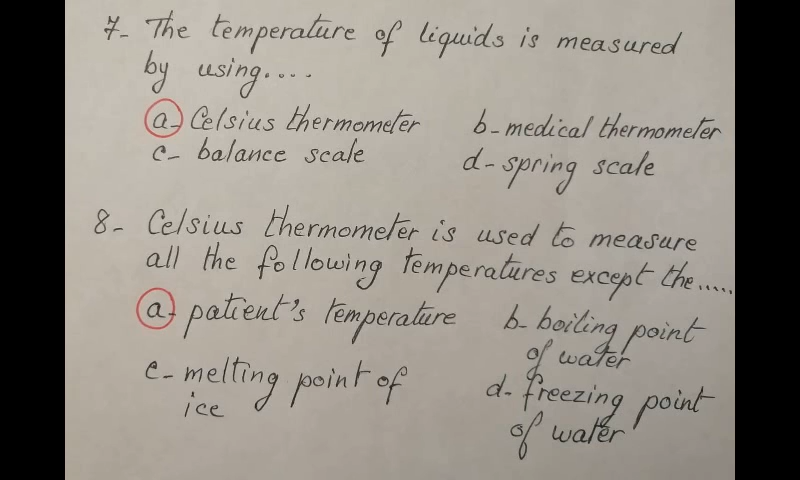 7- The temperature of liquids is measured
by using....
a- Celsius thermometer b- medical thermometer
c- balance scale d- spring scale
8- Celsius thermometer is used to measure
all the following temperatures except the.....
a- patient's temperature b- boiling point
of water
c- melting point of
ice
d- freezing point
of water